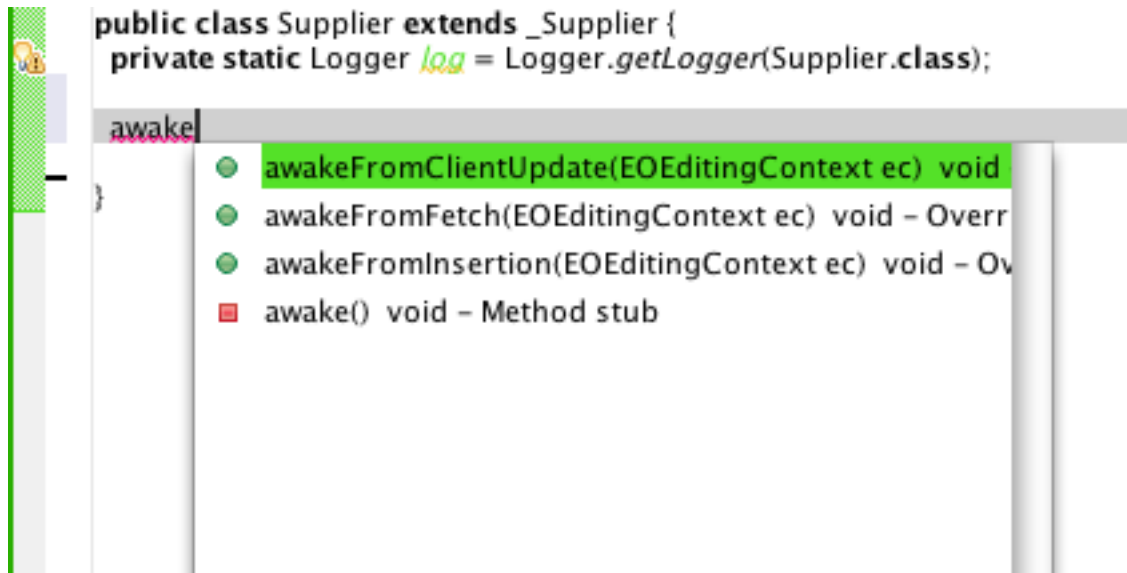 public class Supplier extends _Supplier {
private static Logger log = Logger.getLogger(Supplier.class);
awake
awakeFromClientUpdate(EOEditingContext ec) void
awakeFromFetch(EOEditingContext ec) void – Overr
awakeFromInsertion(EOEditingContext ec) void – Ov
awake() void – Method stub
}